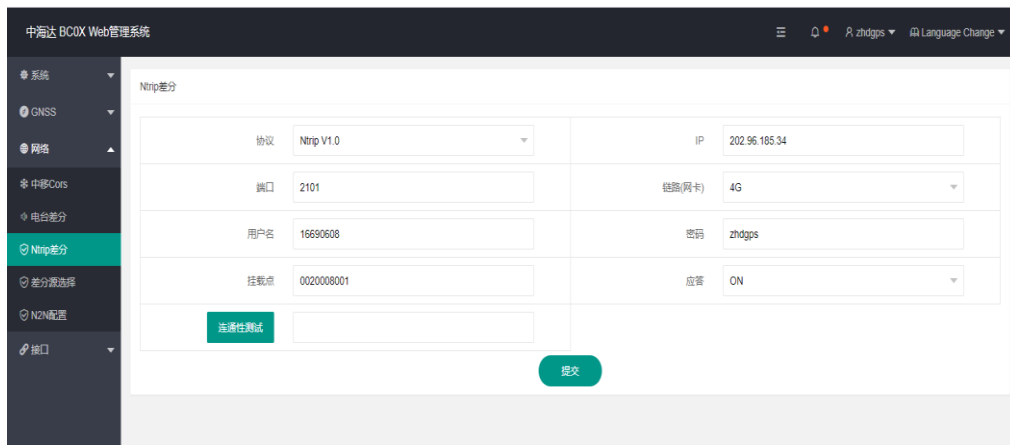 中海达 BC0X Web管理系统
zhdgps
Language Change
系统
GNSS
网络
中移Cors
电台差分
Ntrip差分
差分源选择
N2N配置
接口
Ntrip差分
协议 Ntrip V1.0 IP 202.96.185.34
端口 2101 链路(网卡) 4G
用户名 16690608 密码 zhdgps
挂载点 0020008001 应答 ON
连通性测试
提交